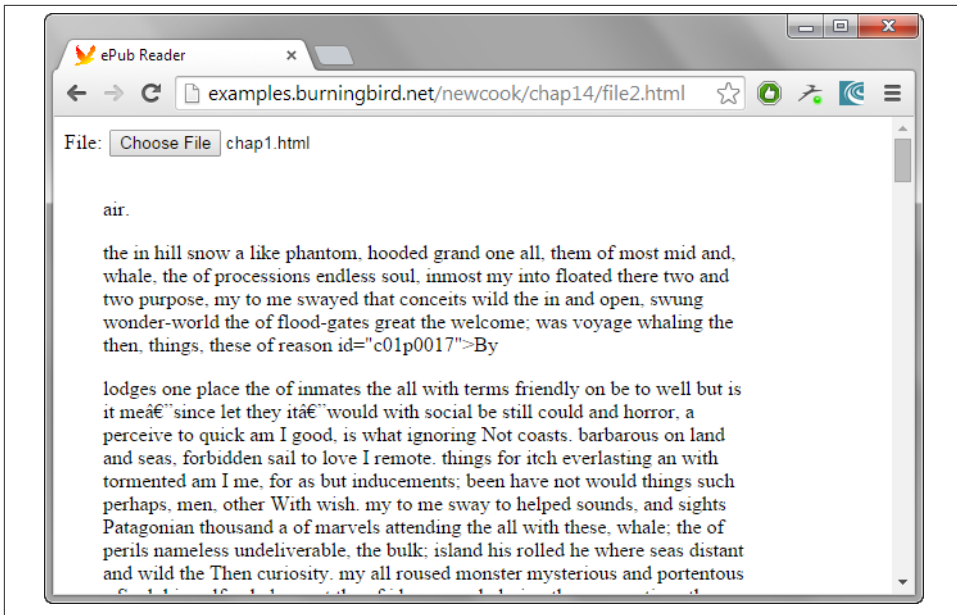 ePub Reader
examples.burningbird.net/newcook/chap14/file2.html
File: Choose File chap1.html
air.
the in hill snow a like phantom, hooded grand one all, them of most mid and,
whale, the of processions endless soul, inmost my into floated there two and
two purpose, my to me swayed that conceits wild the in and open, swung
wonder-world the of flood-gates great the welcome; was voyage whaling the
then, things, these of reason id="c01p0017">By
lodges one place the of inmates the all with terms friendly on be to well but is
it meâ€”since let they itâ€”would with social be still could and horror, a
perceive to quick am I good, is what ignoring Not coasts. barbarous on land
and seas, forbidden sail to love I remote. things for itch everlasting an with
tormented am I me, for as but inducements; been have not would things such
perhaps, men, other With wish. my to me sway to helped sounds, and sights
Patagonian thousand a of marvels attending the all with these, whale; the of
perils nameless undeliverable, the bulk; island his rolled he where seas distant
and wild the Then curiosity. my all roused monster mysterious and portentous